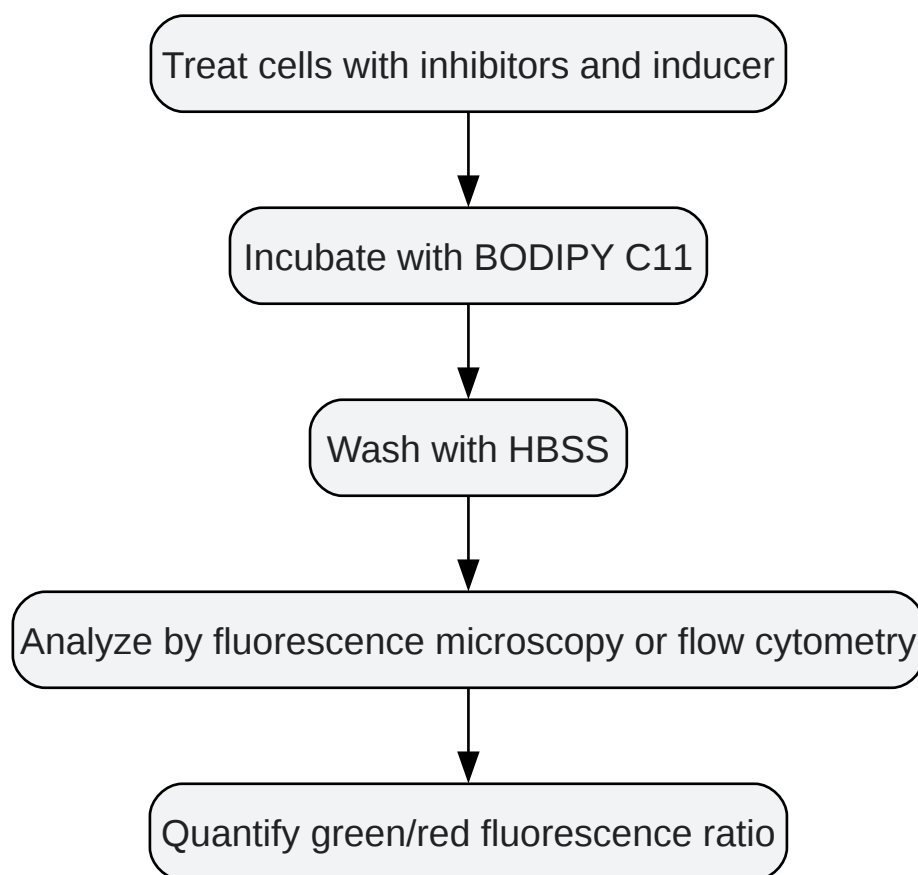 Treat cells with inhibitors and inducer
Incubate with BODIPY C11
Wash with HBSS
Analyze by fluorescence microscopy or flow cytometry
Quantify green/red fluorescence ratio